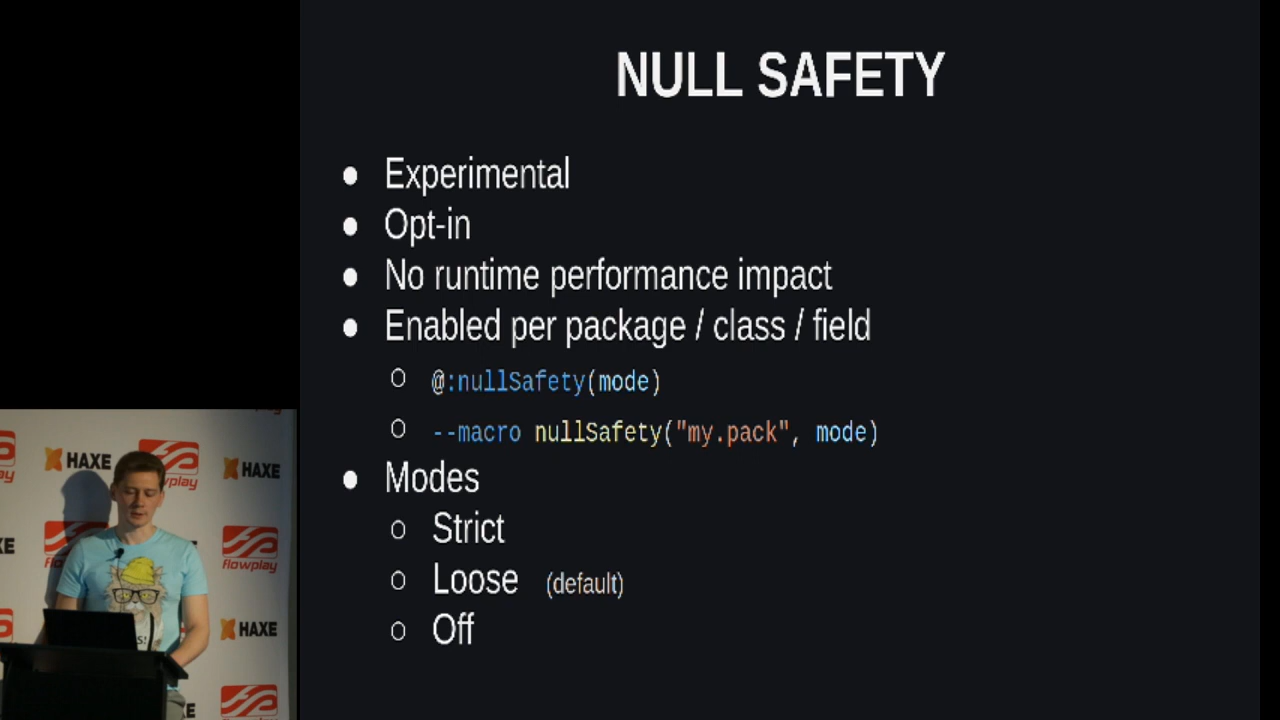 NULL SAFETY
● Experimental
● Opt-in
● No runtime performance impact
● Enabled per package / class / field
○ @:nullSafety(mode)
○ --macro nullSafety("my.pack", mode)
● Modes
○ Strict
○ Loose (default)
○ Off
HAXE
flowplay
HAXE
flowplay
HAXE
S!